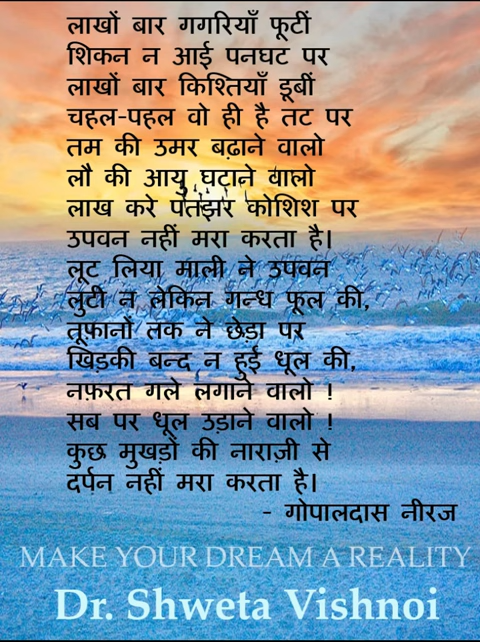 लाखों बार गगरियाँ फूटीं
शिकन न आई पनघट पर
लाखों बार किश्तियाँ डूबीं
चहल-पहल वो ही है तट पर
तम की उमर बढ़ाने वालो
लौ की आयु घटाने वालो
लाख करे पतझर कोशिश पर
उपवन नहीं मरा करता है।
लूट लिया माली ने उपवन
लुटी न लेकिन गन्ध फूल की,
तूफानों तक ने छेड़ा पर
खिड़की बन्द न हुई धूल की,
नफ़रत गले लगाने वालो !
सब पर धूल उड़ाने वालो !
कुछ मुखड़ों की नाराज़ी से
दर्पन नहीं मरा करता है।
- गोपालदास नीरज
MAKE YOUR DREAM A REALITY
Dr. Shweta Vishnoi